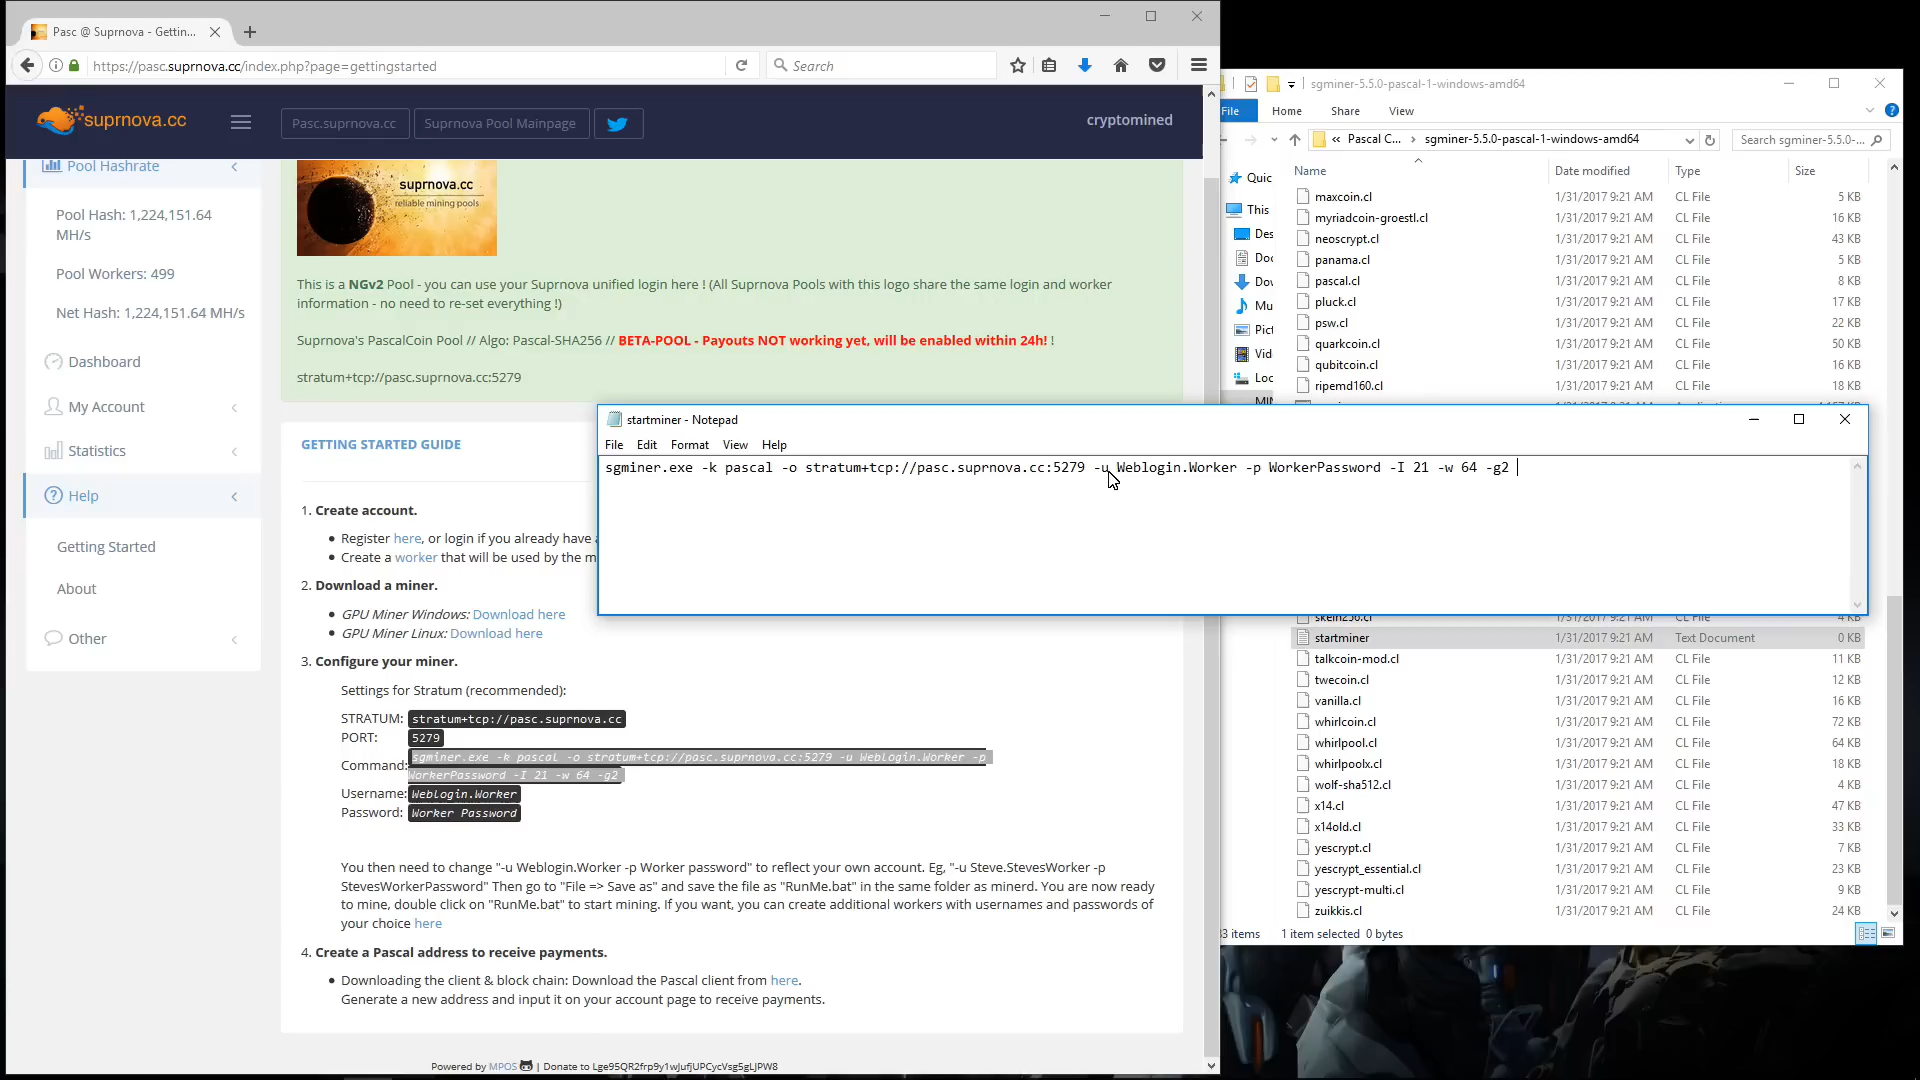 Pasc @ Suprnova - Gettin...
https://pasc.suprnova.cc/index.php?page=gettingstarted
Search
suprnova.cc
Pasc.suprnova.cc
Suprnova Pool Mainpage
cryptomined
Pool Hashrate
Pool Hash: 1,224,151.64
MH/s
Pool Workers: 499
Net Hash: 1,224,151.64 MH/s
Dashboard
My Account
Statistics
Help
Getting Started
About
Other
suprnova.cc
reliable mining pools
This is a NGv2 Pool - you can use your Suprnova unified login here ! (All Suprnova Pools with this logo share the same login and worker
information - no need to re-set everything !)
Suprnova's PascalCoin Pool // Algo: Pascal-SHA256 // BETA-POOL - Payouts NOT working yet, will be enabled within 24h! !
stratum+tcp://pasc.suprnova.cc:5279
GETTING STARTED GUIDE
1. Create account.
Register here, or login if you already have a
Create a worker that will be used by the m
2. Download a miner.
GPU Miner Windows: Download here
GPU Miner Linux: Download here
3. Configure your miner.
Settings for Stratum (recommended):
STRATUM: stratum+tcp://pasc.suprnova.cc
PORT: 5279
Command: sgminer.exe -k pascal -o stratum+tcp://pasc.suprnova.cc:5279 -u Weblogin.Worker -p
WorkerPassword -I 21 -w 64 -g2
Username: Weblogin.Worker
Password: Worker Password
You then need to change "-u Weblogin.Worker -p Worker password" to reflect your own account. Eg, "-u Steve.StevesWorker -p
StevesWorkerPassword" Then go to "File => Save as" and save the file as "RunMe.bat" in the same folder as minerd. You are now ready
to mine, double click on "RunMe.bat" to start mining. If you want, you can create additional workers with usernames and passwords of
your choice here
4. Create a Pascal address to receive payments.
Downloading the client & block chain: Download the Pascal client from here.
Generate a new address and input it on your account page to receive payments.
Powered by MPOS | Donate to Lge95QR2frp9y1wJufjUPCycVsg5gLJPW8
startminer - Notepad
File Edit Format View Help
sgminer.exe -k pascal -o stratum+tcp://pasc.suprnova.cc:5279 -u Weblogin.Worker -p WorkerPassword -I 21 -w 64 -g2
sgminer-5.5.0-pascal-1-windows-amd64
File Home Share View
« Pascal C... > sgminer-5.5.0-pascal-1-windows-amd64
Search sgminer-5.5.0-...
Quic
This
Des
Doc
Dov
Mu
Pict
Vid
Loc
Name Date modified Type Size
maxcoin.cl 1/31/2017 9:21 AM CL File 5 KB
myriadcoin-groestl.cl 1/31/2017 9:21 AM CL File 16 KB
neoscrypt.cl 1/31/2017 9:21 AM CL File 43 KB
panama.cl 1/31/2017 9:21 AM CL File 5 KB
pascal.cl 1/31/2017 9:21 AM CL File 8 KB
pluck.cl 1/31/2017 9:21 AM CL File 17 KB
psw.cl 1/31/2017 9:21 AM CL File 22 KB
quarkcoin.cl 1/31/2017 9:21 AM CL File 50 KB
qubitcoin.cl 1/31/2017 9:21 AM CL File 16 KB
ripemd160.cl 1/31/2017 9:21 AM CL File 18 KB
skein256.cl 1/31/2017 9:21 AM CL File 4 KB
startminer 1/31/2017 9:21 AM Text Document 0 KB
talkcoin-mod.cl 1/31/2017 9:21 AM CL File 11 KB
twecoin.cl 1/31/2017 9:21 AM CL File 12 KB
vanilla.cl 1/31/2017 9:21 AM CL File 16 KB
whirlcoin.cl 1/31/2017 9:21 AM CL File 72 KB
whirlpool.cl 1/31/2017 9:21 AM CL File 64 KB
whirlpoolx.cl 1/31/2017 9:21 AM CL File 18 KB
wolf-sha512.cl 1/31/2017 9:21 AM CL File 12 KB
x14.cl 1/31/2017 9:21 AM CL File 47 KB
x14old.cl 1/31/2017 9:21 AM CL File 33 KB
yescrypt.cl 1/31/2017 9:21 AM CL File 7 KB
yescrypt_essential.cl 1/31/2017 9:21 AM CL File 23 KB
yescrypt-multi.cl 1/31/2017 9:21 AM CL File 9 KB
zuikkis.cl 1/31/2017 9:21 AM CL File 24 KB
33 items 1 item selected 0 bytes